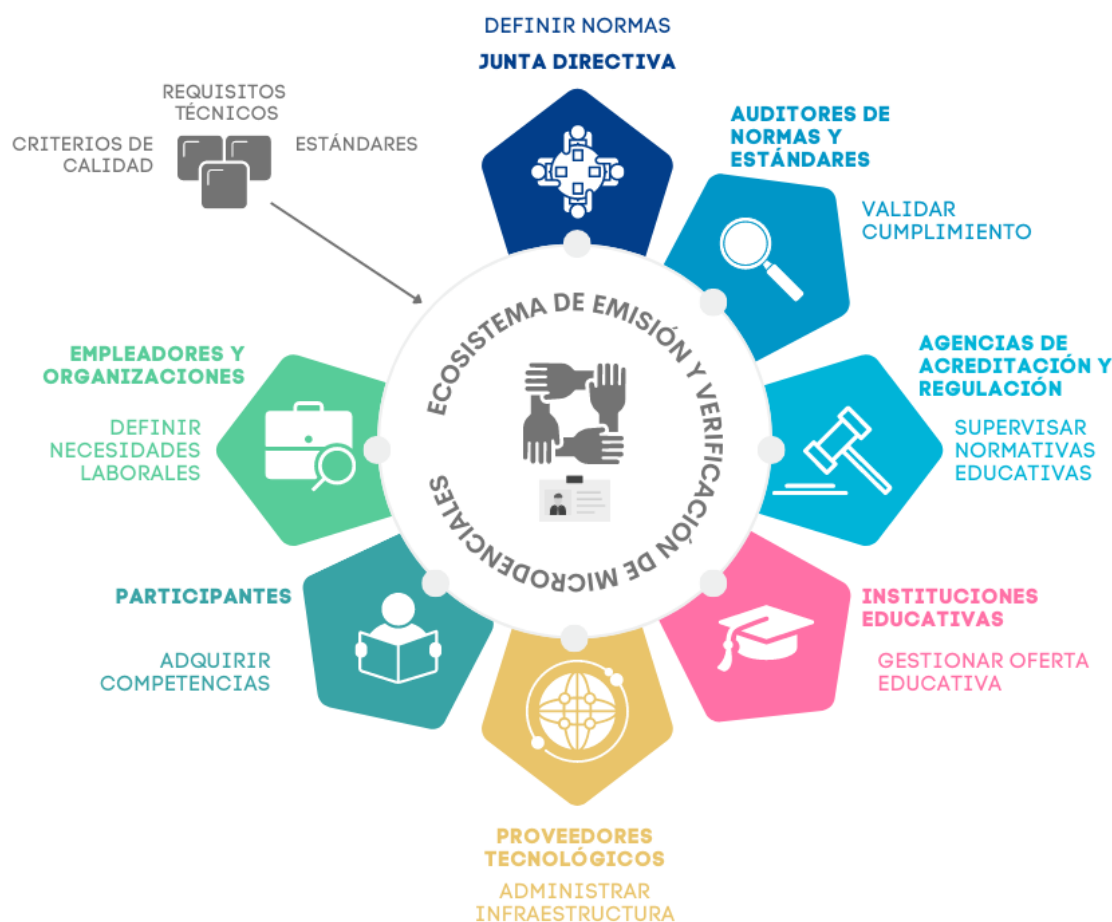 DEFINIR NORMAS
JUNTA DIRECTIVA
REQUISITOS
TÉCNICOS
CRITERIOS DE
CALIDAD
ESTÁNDARES
AUDITORES DE
NORMAS Y
ESTÁNDARES
VALIDAR
CUMPLIMIENTO
ECOSISTEMA DE EMISIÓN Y VERIFICACIÓN DE MICRODENCIALES
EMPLEADORES Y
ORGANIZACIONES
DEFINIR
NECESIDADES
LABORALES
AGENCIAS DE
ACREDITACIÓN Y
REGULACIÓN
SUPERVISAR
NORMATIVAS
EDUCATIVAS
PARTICIPANTES
ADQUIRIR
COMPETENCIAS
INSTITUCIONES
EDUCATIVAS
GESTIONAR OFERTA
EDUCATIVA
PROVEEDORES
TECNOLÓGICOS
ADMINISTRAR
INFRAESTRUCTURA